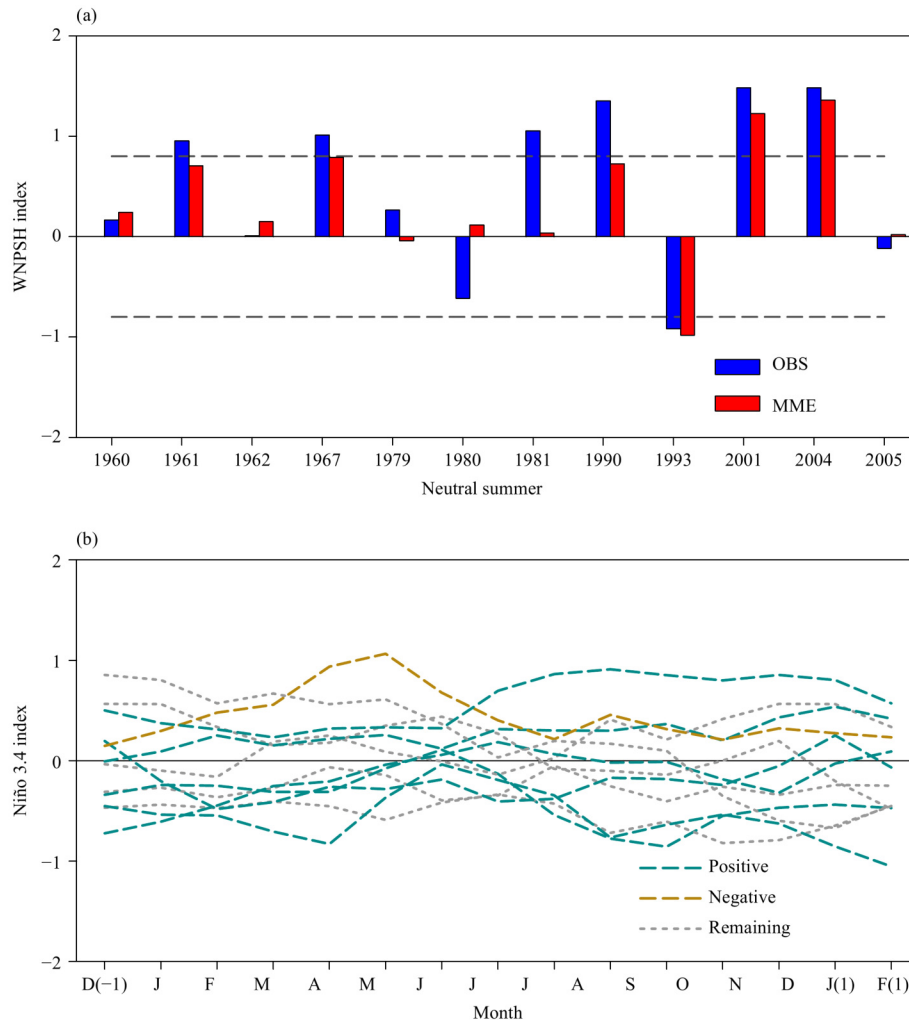 (a)
2
1
0
−1
−2
WNPSH index
OBS
MME
1960 1961 1962 1967 1979 1980 1981 1990 1993 2001 2004 2005
Neutral summer
(b)
2
1
0
−1
−2
Niño 3.4 index
Positive
Negative
Remaining
D(−1) J F M A M J J A S O N D J(1) F(1)
Month